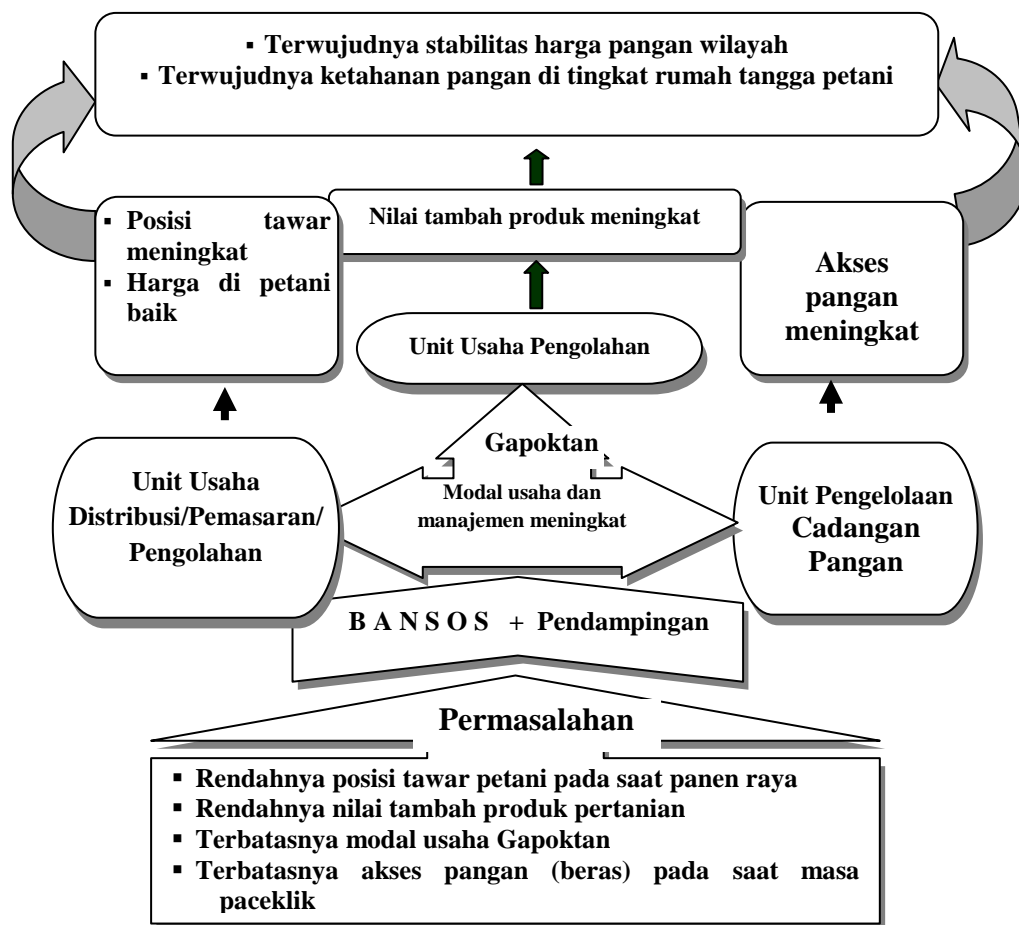 ▪ Terwujudnya stabilitas harga pangan wilayah
▪ Terwujudnya ketahanan pangan di tingkat rumah tangga petani
▪ Posisi tawar
meningkat
▪ Harga di petani
baik
Nilai tambah produk meningkat
Akses
pangan
meningkat
Unit Usaha Pengolahan
Unit Usaha
Distribusi/Pemasaran/
Pengolahan
Gapoktan
Modal usaha dan
manajemen meningkat
Unit Pengelolaan
Cadangan
Pangan
B A N S O S + Pendampingan
Permasalahan
▪ Rendahnya posisi tawar petani pada saat panen raya
▪ Rendahnya nilai tambah produk pertanian
▪ Terbatasnya modal usaha Gapoktan
▪ Terbatasnya akses pangan (beras) pada saat masa
paceklik